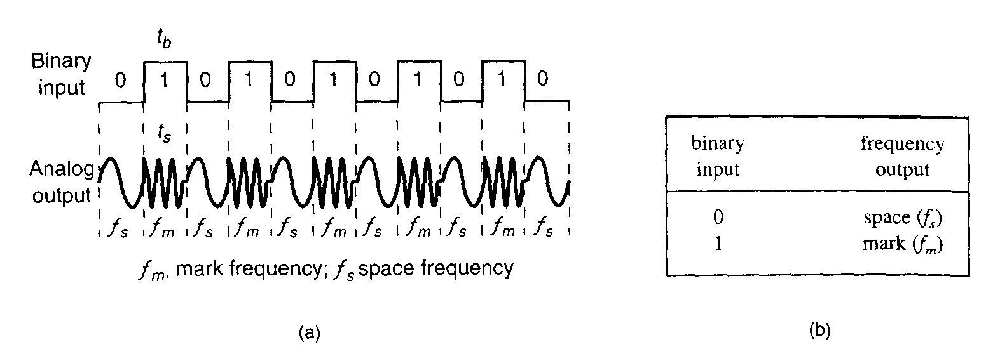 t_b
Binary input
0 1 0 1 0 1 0 1 0 1 0
t_s
Analog output
f_s f_m f_s f_m f_s f_m f_s f_m f_s f_m f_s
f_m, mark frequency; f_s space frequency
(a)
binary input
frequency output
0 space (f_s)
1 mark (f_m)
(b)